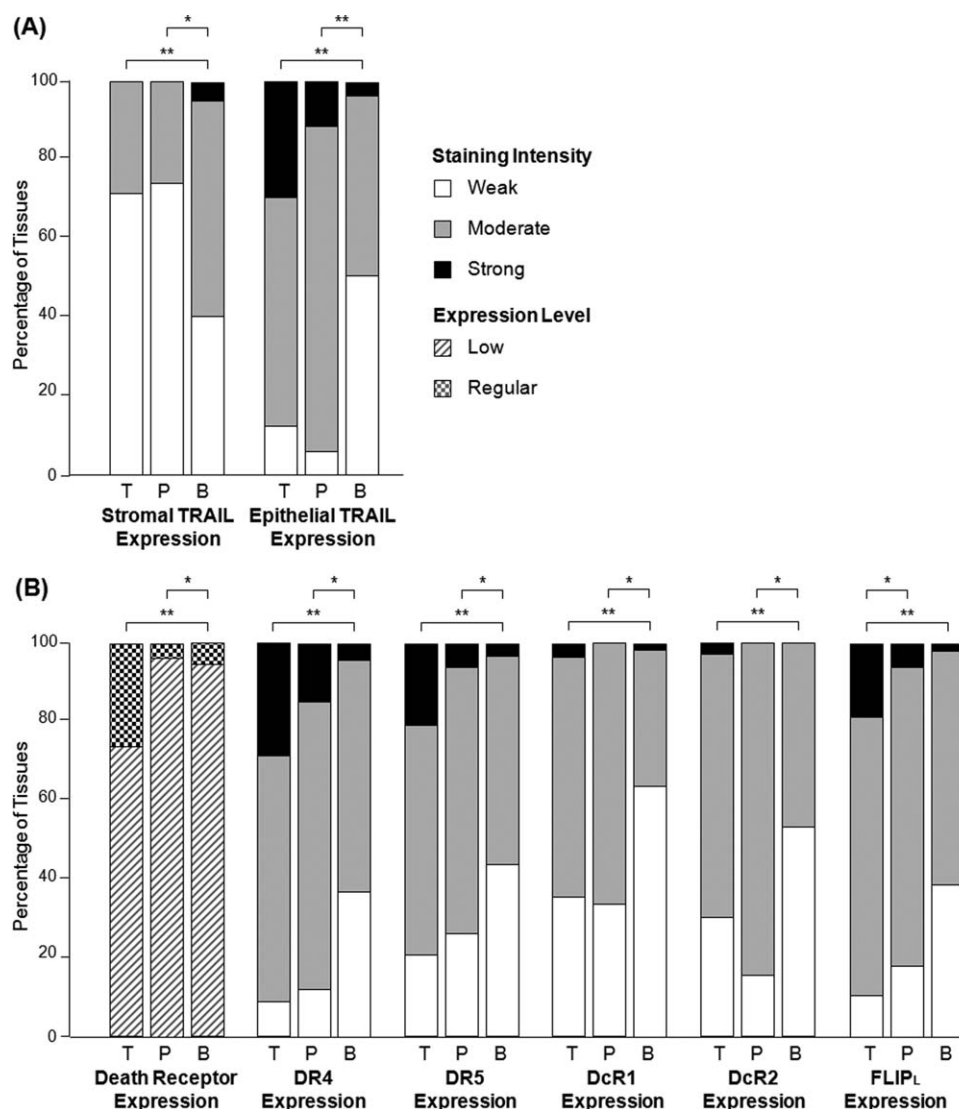 (A)
*
**
**
**
100
80
60
40
20
0
Percentage of Tissues
T P B
T P B
Stromal TRAIL
Expression
Epithelial TRAIL
Expression
Staining Intensity
Weak
Moderate
Strong
Expression Level
Low
Regular
(B)
* * * * * *
** ** ** ** ** **
100
80
60
40
20
0
Percentage of Tissues
T P B T P B T P B T P B T P B T P B
Death Receptor DR4 DR5 DcR1 DcR2 FLIPL
Expression Expression Expression Expression Expression Expression